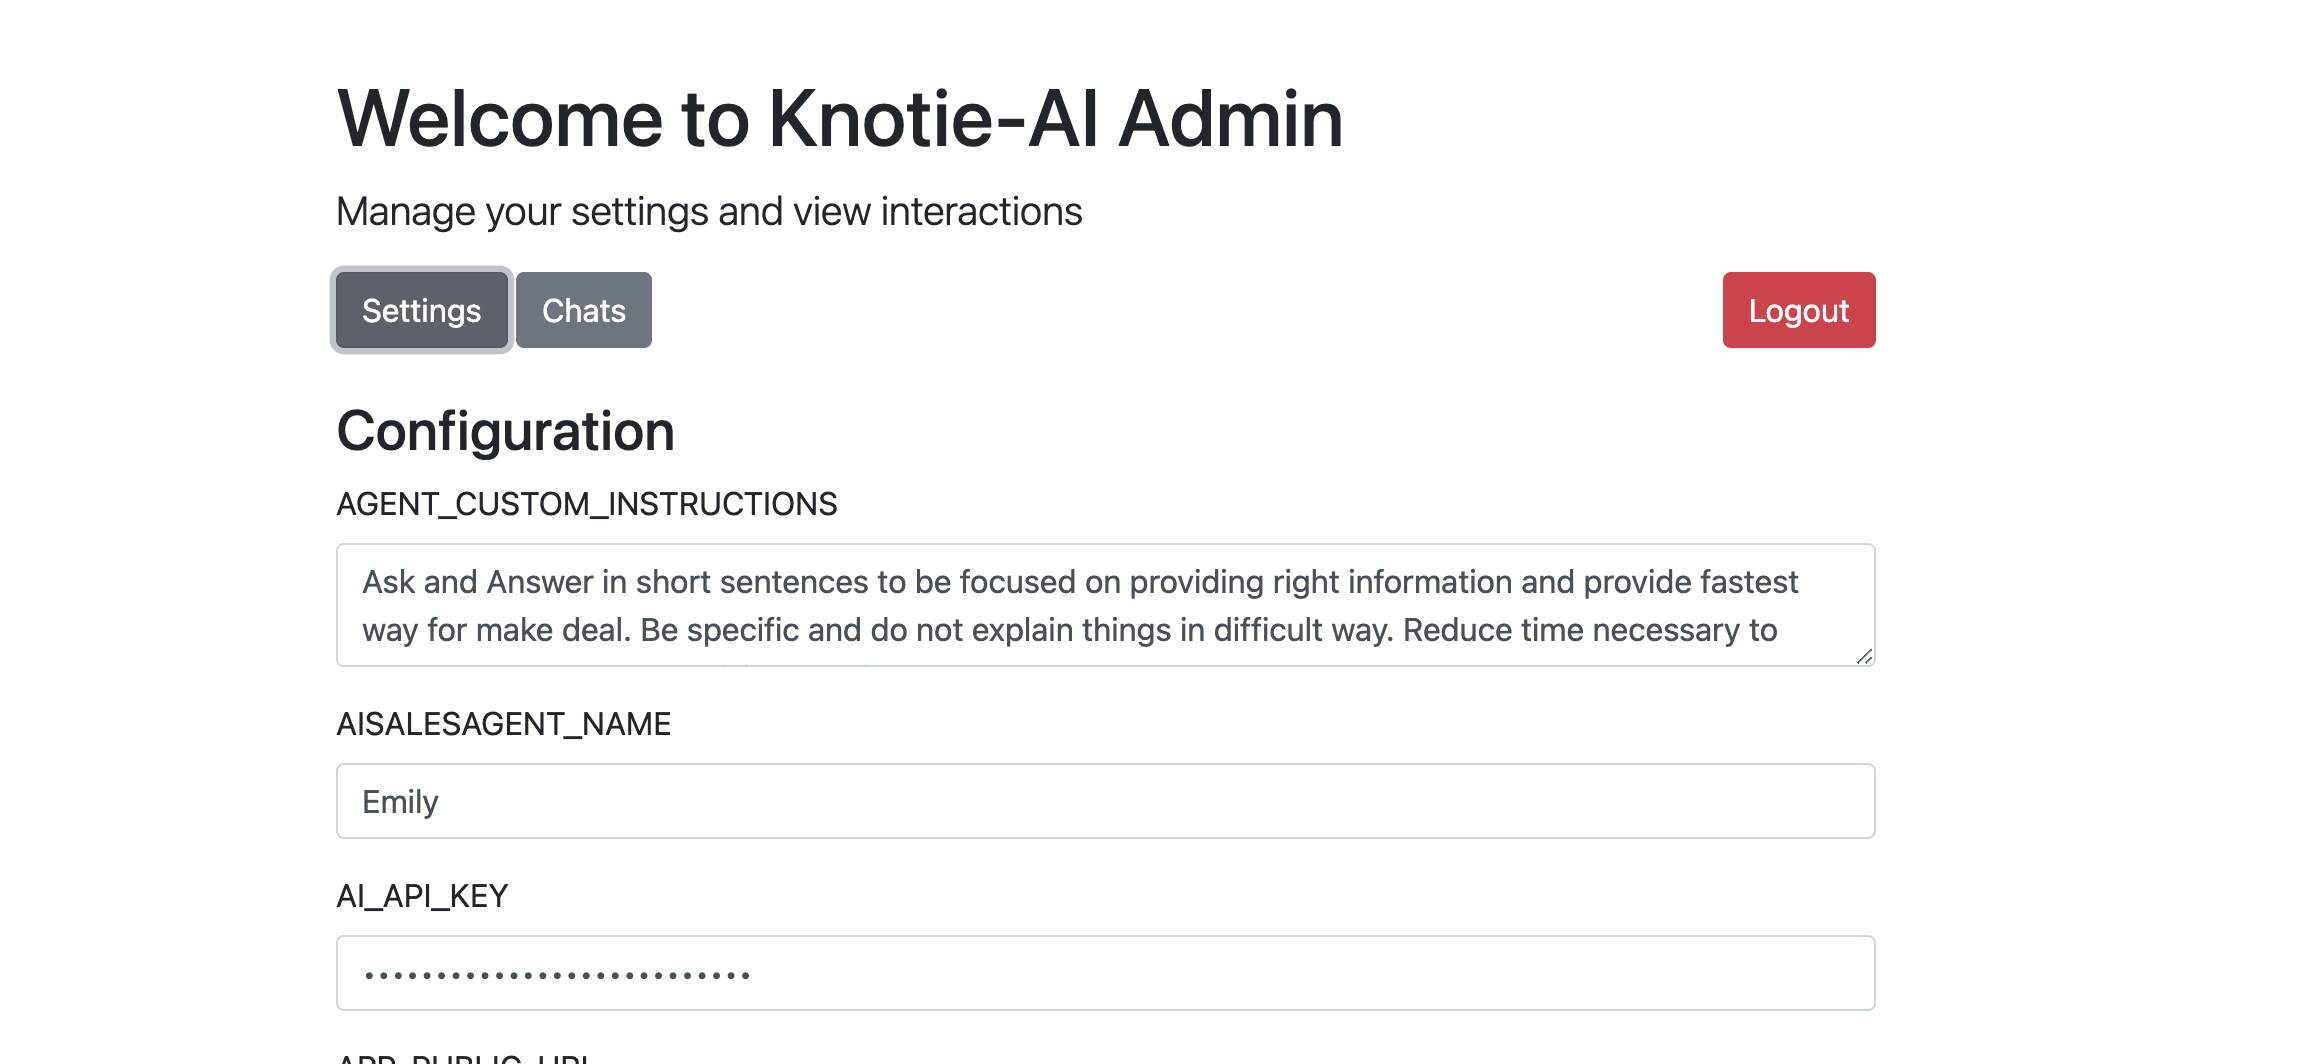 Welcome to Knotie-AI Admin
Manage your settings and view interactions
Settings Chats Logout
Configuration
AGENT_CUSTOM_INSTRUCTIONS
Ask and Answer in short sentences to be focused on providing right information and provide fastest
way for make deal. Be specific and do not explain things in difficult way. Reduce time necessary to
AISALESAGENT_NAME
Emily
AI_API_KEY
•••••••••••••••••••••••••••
APP_PUBLIC_URL